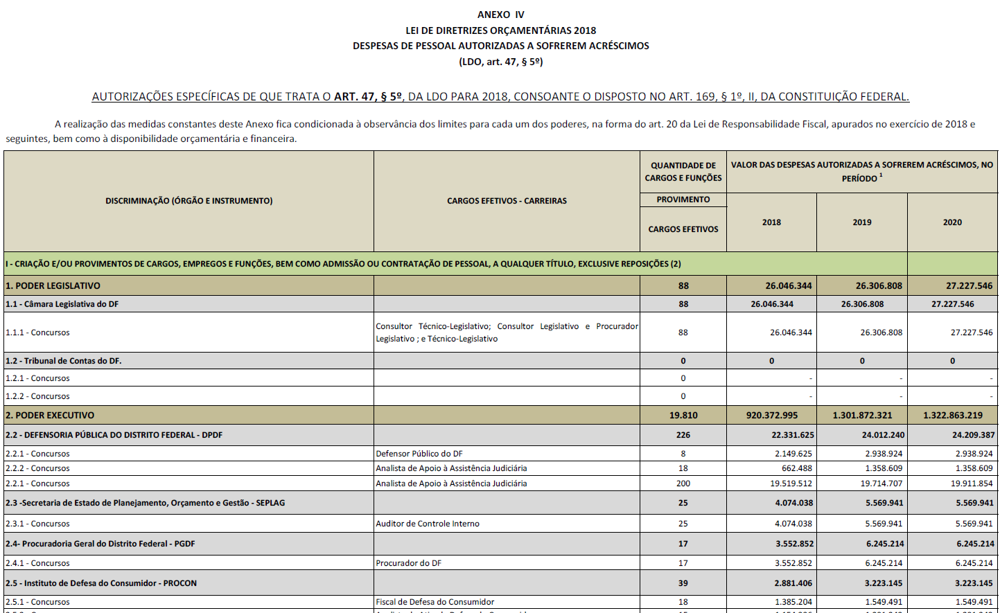 ANEXO IV
LEI DE DIRETRIZES ORÇAMENTÁRIAS 2018
DESPESAS DE PESSOAL AUTORIZADAS A SOFREREM ACRÉSCIMOS
(LDO, art. 47, § 5º)
AUTORIZAÇÕES ESPECÍFICAS DE QUE TRATA O ART. 47, § 5º, DA LDO PARA 2018, CONSOANTE O DISPOSTO NO ART. 169, § 1º, II, DA CONSTITUIÇÃO FEDERAL.
A realização das medidas constantes deste Anexo fica condicionada à observância dos limites para cada um dos poderes, na forma do art. 20 da Lei de Responsabilidade Fiscal, apurados no exercício de 2018 e
seguintes, bem como à disponibilidade orçamentária e financeira.
DISCRIMINAÇÃO (ÓRGÃO E INSTRUMENTO)
CARGOS EFETIVOS - CARREIRAS
QUANTIDADE DE
CARGOS E FUNÇÕES
PROVIMENTO
CARGOS EFETIVOS
VALOR DAS DESPESAS AUTORIZADAS A SOFREREM ACRÉSCIMOS, NO
PERÍODO 1
2018 2019 2020
I - CRIAÇÃO E/OU PROVIMENTOS DE CARGOS, EMPREGOS E FUNÇÕES, BEM COMO ADMISSÃO OU CONTRATAÇÃO DE PESSOAL, A QUALQUER TÍTULO, EXCLUSIVE REPOSIÇÕES (2)
1. PODER LEGISLATIVO 88 26.046.344 26.306.808 27.227.546
1.1 - Câmara Legislativa do DF 88 26.046.344 26.306.808 27.227.546
1.1.1 - Concursos Consultor Técnico-Legislativo; Consultor Legislativo e Procurador
Legislativo ; e Técnico-Legislativo 88 26.046.344 26.306.808 27.227.546
1.2 - Tribunal de Contas do DF. 0 0 0 0
1.2.1 - Concursos 0 - - -
1.2.2 - Concursos 0 - - -
2. PODER EXECUTIVO 19.810 920.372.995 1.301.872.321 1.322.863.219
2.2 - DEFENSORIA PÚBLICA DO DISTRITO FEDERAL - DPDF 226 22.331.625 24.012.240 24.209.387
2.2.1 - Concursos Defensor Público do DF 8 2.149.625 2.938.924 2.938.924
2.2.2 - Concursos Analista de Apoio à Assistência Judiciária 18 662.488 1.358.609 1.358.609
2.2.1 - Concursos Analista de Apoio à Assistência Judiciária 200 19.519.512 19.714.707 19.911.854
2.3 -Secretaria de Estado de Planejamento, Orçamento e Gestão - SEPLAG 25 4.074.038 5.569.941 5.569.941
2.3.1 - Concursos Auditor de Controle Interno 25 4.074.038 5.569.941 5.569.941
2.4- Procuradoria Geral do Distrito Federal - PGDF 17 3.552.852 6.245.214 6.245.214
2.4.1 - Concursos Procurador do DF 17 3.552.852 6.245.214 6.245.214
2.5 - Instituto de Defesa do Consumidor - PROCON 39 2.881.406 3.223.145 3.223.145
2.5.1 - Concursos Fiscal de Defesa do Consumidor 18 1.385.204 1.549.491 1.549.491